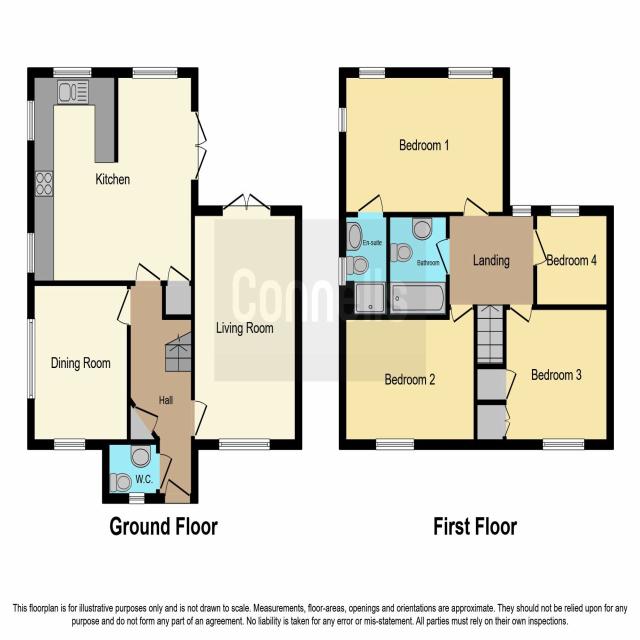 Bedroom 1
Kitchen
En-suite
Bathroom
Landing
Bedroom 4
Connells
Living Room
Dining Room
Bedroom 2
Bedroom 3
Hall
W.C.
Ground Floor
First Floor
This floorplan is for illustrative purposes only and is not drawn to scale. Measurements, floor-areas, openings and orientations are approximate. They should not be relied upon for any
purpose and do not form any part of an agreement. No liability is taken for any error or mis-statement. All parties must rely on their own inspections.